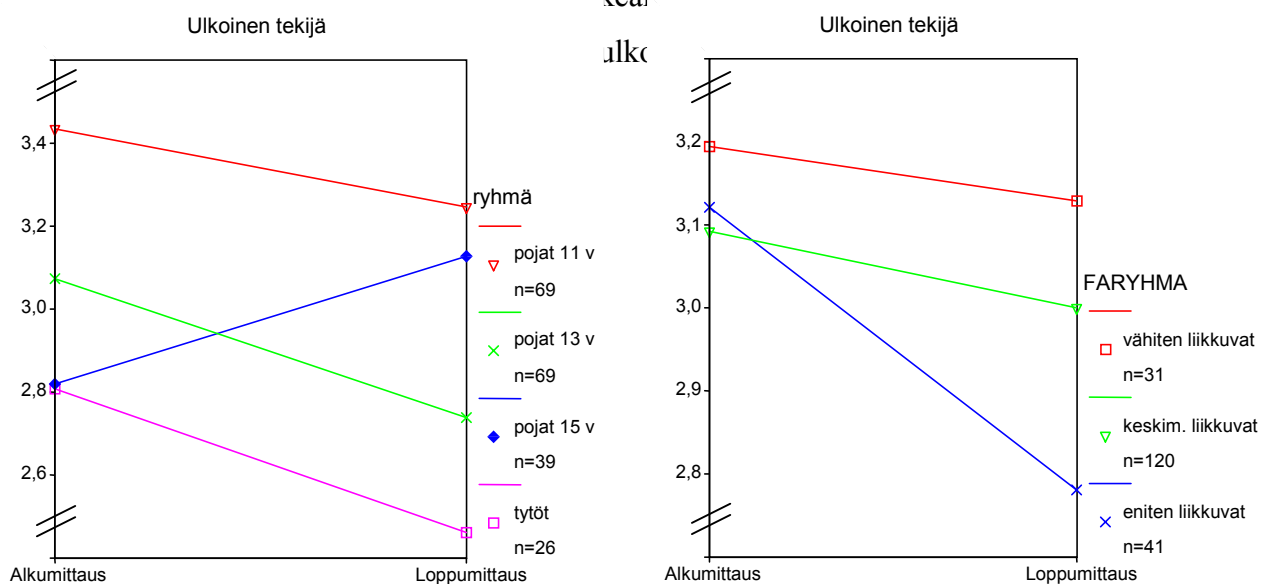 Ulkoinen tekijä
3,4
3,2
3,0
2,8
2,6
Alkumittaus
Loppumittaus
ryhmä
pojat 11 v
n=69
pojat 13 v
n=69
pojat 15 v
n=39
tytöt
n=26
Ulkoinen tekijä
3,2
3,1
3,0
2,9
2,8
Alkumittaus
Loppumittaus
FARYHMA
vähiten liikkuvat
n=31
keskim. liikkuvat
n=120
eniten liikkuvat
n=41